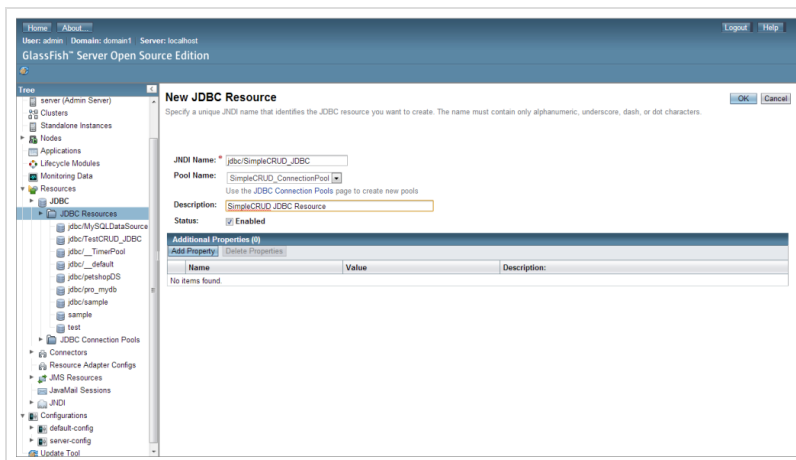 Home About... Logout Help
User: admin Domain: domain1 Server: localhost
GlassFish™ Server Open Source Edition
Tree
server (Admin Server)
Clusters
Standalone Instances
Nodes
Applications
Lifecycle Modules
Monitoring Data
Resources
JDBC
JDBC Resources
jdbc/MySQLDataSource
jdbc/TestCRUD_JDBC
jdbc/__TimerPool
jdbc/__default
jdbc/petshopDS
jdbc/pro_mydb
jdbc/sample
sample
test
JDBC Connection Pools
Connectors
Resource Adapter Configs
JMS Resources
JavaMail Sessions
JNDI
Configurations
default-config
server-config
Update Tool
New JDBC Resource
OK Cancel
Specify a unique JNDI name that identifies the JDBC resource you want to create. The name must contain only alphanumeric, underscore, dash, or dot characters.
JNDI Name: * jdbc/SimpleCRUD_JDBC
Pool Name: SimpleCRUD_ConnectionPool
Use the JDBC Connection Pools page to create new pools
Description: SimpleCRUD JDBC Resource
Status: Enabled
Additional Properties (0)
Add Property Delete Properties
Name Value Description:
No items found.